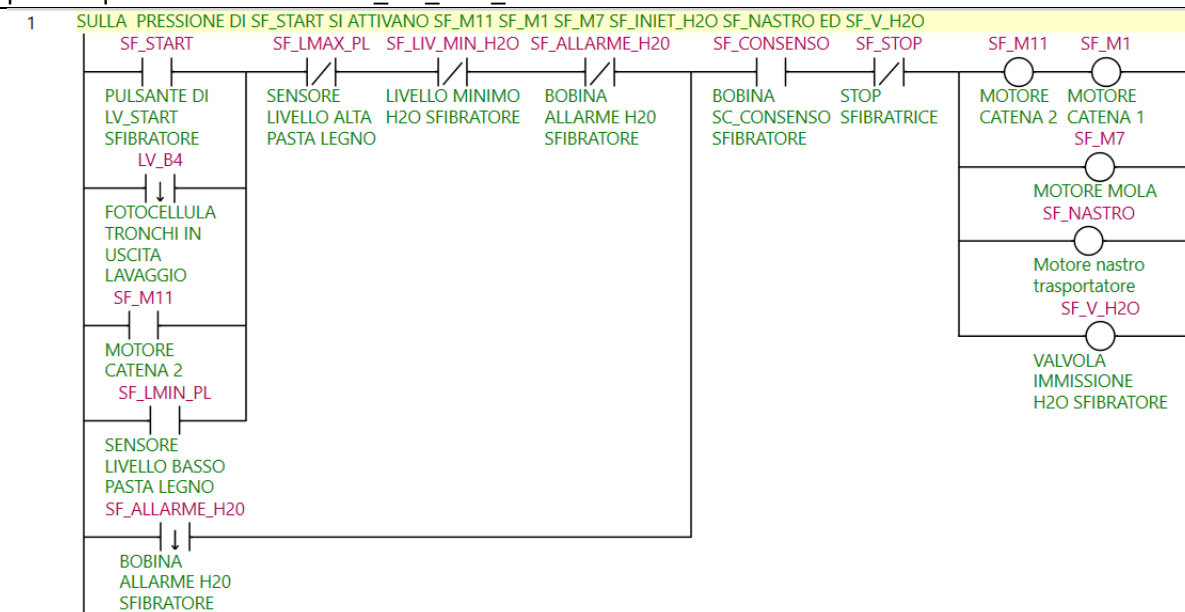 1
SULLA PRESSIONE DI SF_START SI ATTIVANO SF_M11 SF_M1 SF_M7 SF_INIET_H2O SF_NASTRO ED SF_V_H2O
SF_START
PULSANTE DI
LV_START
SFIBRATORE
SF_LMAX_PL
SENSORE
LIVELLO ALTA
PASTA LEGNO
SF_LIV_MIN_H2O
LIVELLO MINIMO
H2O SFIBRATORE
SF_ALLARME_H20
BOBINA
ALLARME H20
SFIBRATORE
SF_CONSENSO
BOBINA
SC_CONSENSO
SFIBRATORE
SF_STOP
STOP
SFIBRATRICE
SF_M11
MOTORE
CATENA 2
SF_M1
MOTORE
CATENA 1
LV_B4
FOTOCELLULA
TRONCHI IN
USCITA
LAVAGGIO
SF_M7
MOTORE MOLA
SF_NASTRO
Motore nastro
trasportatore
SF_M11
MOTORE
CATENA 2
SF_V_H2O
VALVOLA
IMMISSIONE
H2O SFIBRATORE
SF_LMIN_PL
SENSORE
LIVELLO BASSO
PASTA LEGNO
SF_ALLARME_H20
BOBINA
ALLARME H20
SFIBRATORE